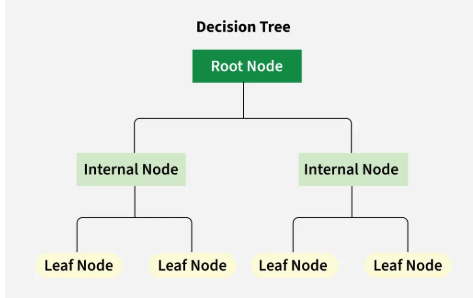 Decision Tree
Root Node
Internal Node Internal Node
Leaf Node Leaf Node Leaf Node Leaf Node